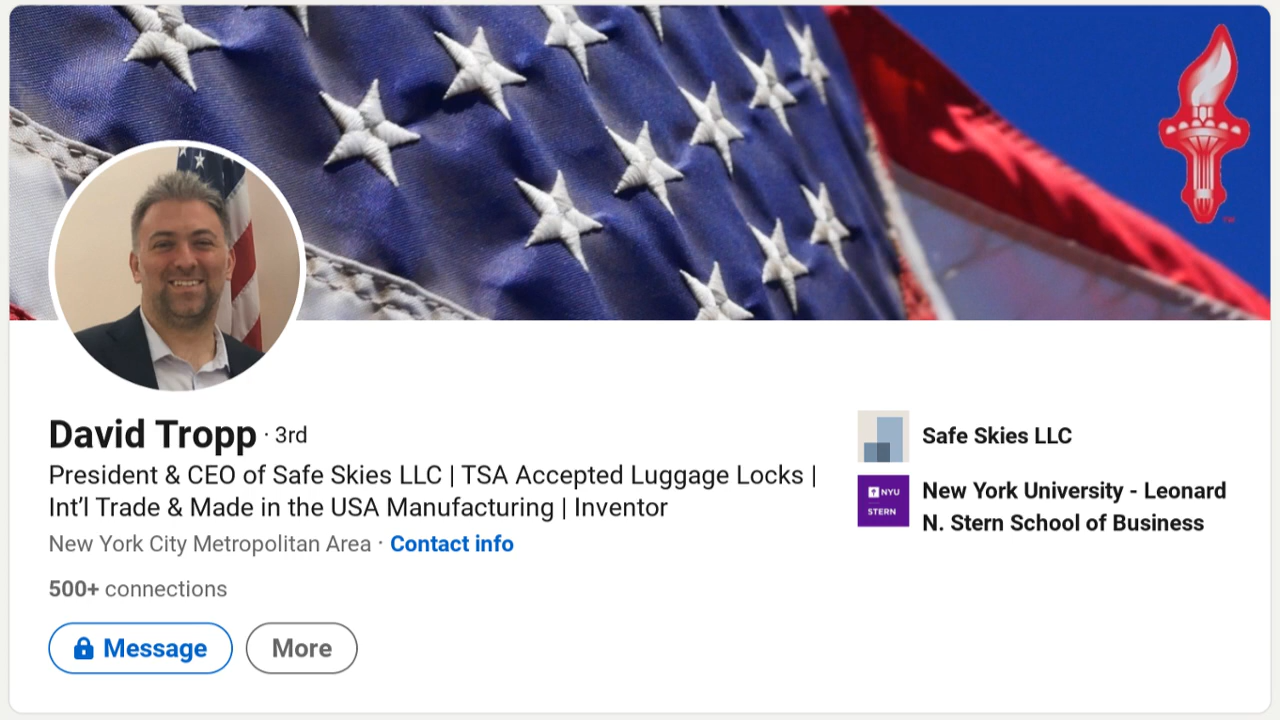 David Tropp · 3rd
President & CEO of Safe Skies LLC | TSA Accepted Luggage Locks |
Int’l Trade & Made in the USA Manufacturing | Inventor
New York City Metropolitan Area · Contact info
500+ connections
Message
More
Safe Skies LLC
NYU
STERN
New York University - Leonard
N. Stern School of Business
TM